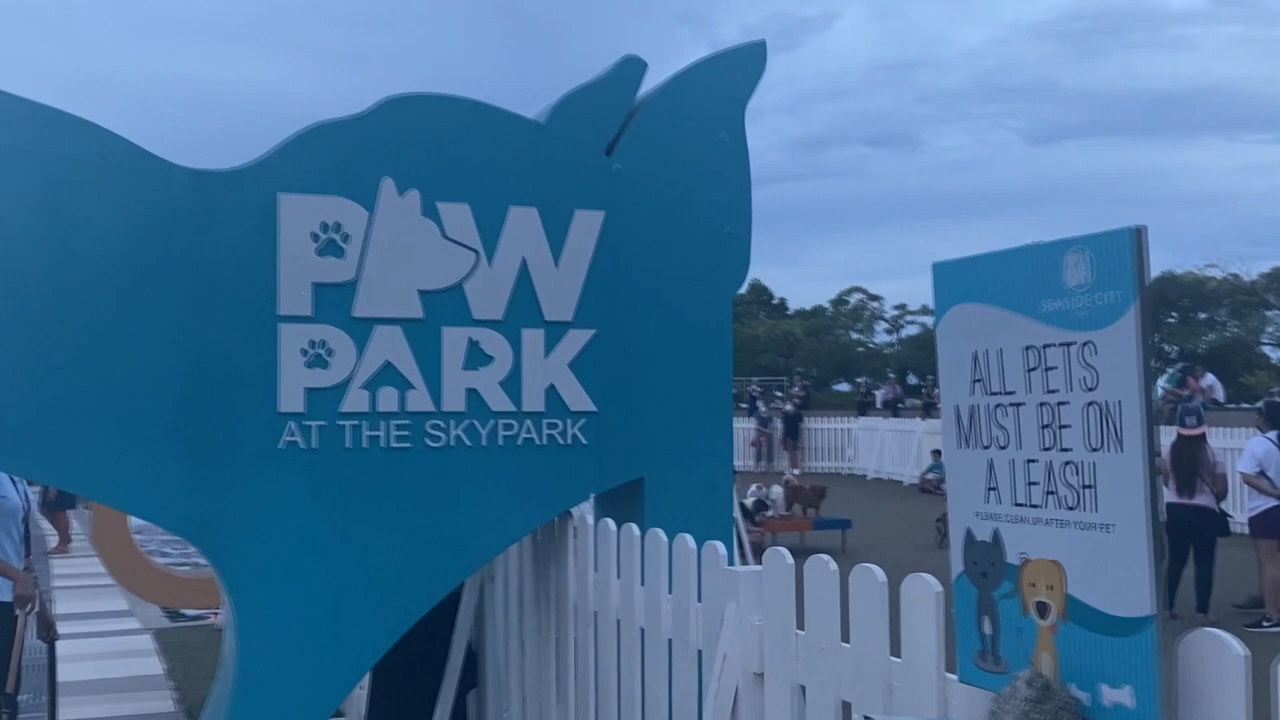 PAW
PARK
AT THE SKYPARK
SM
SEASIDE CITY
ALL PETS
MUST BE ON
A LEASH
PLEASE CLEAN UP AFTER YOUR PET